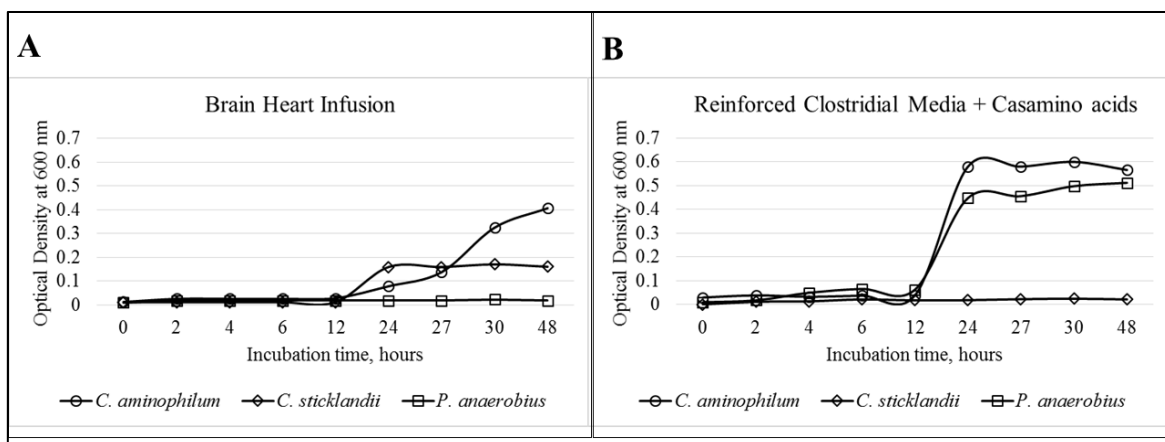 A
Brain Heart Infusion
Optical Density at 600 nm
0.7
0.6
0.5
0.4
0.3
0.2
0.1
0
0 2 4 6 12 24 27 30 48
Incubation time, hours
C. aminophilum C. sticklandii P. anaerobius
B
Reinforced Clostridial Media + Casamino acids
Optical Density at 600 nm
0.7
0.6
0.5
0.4
0.3
0.2
0.1
0
0 2 4 6 12 24 27 30 48
Incubation time, hours
C. aminophilum C. sticklandii P. anaerobius